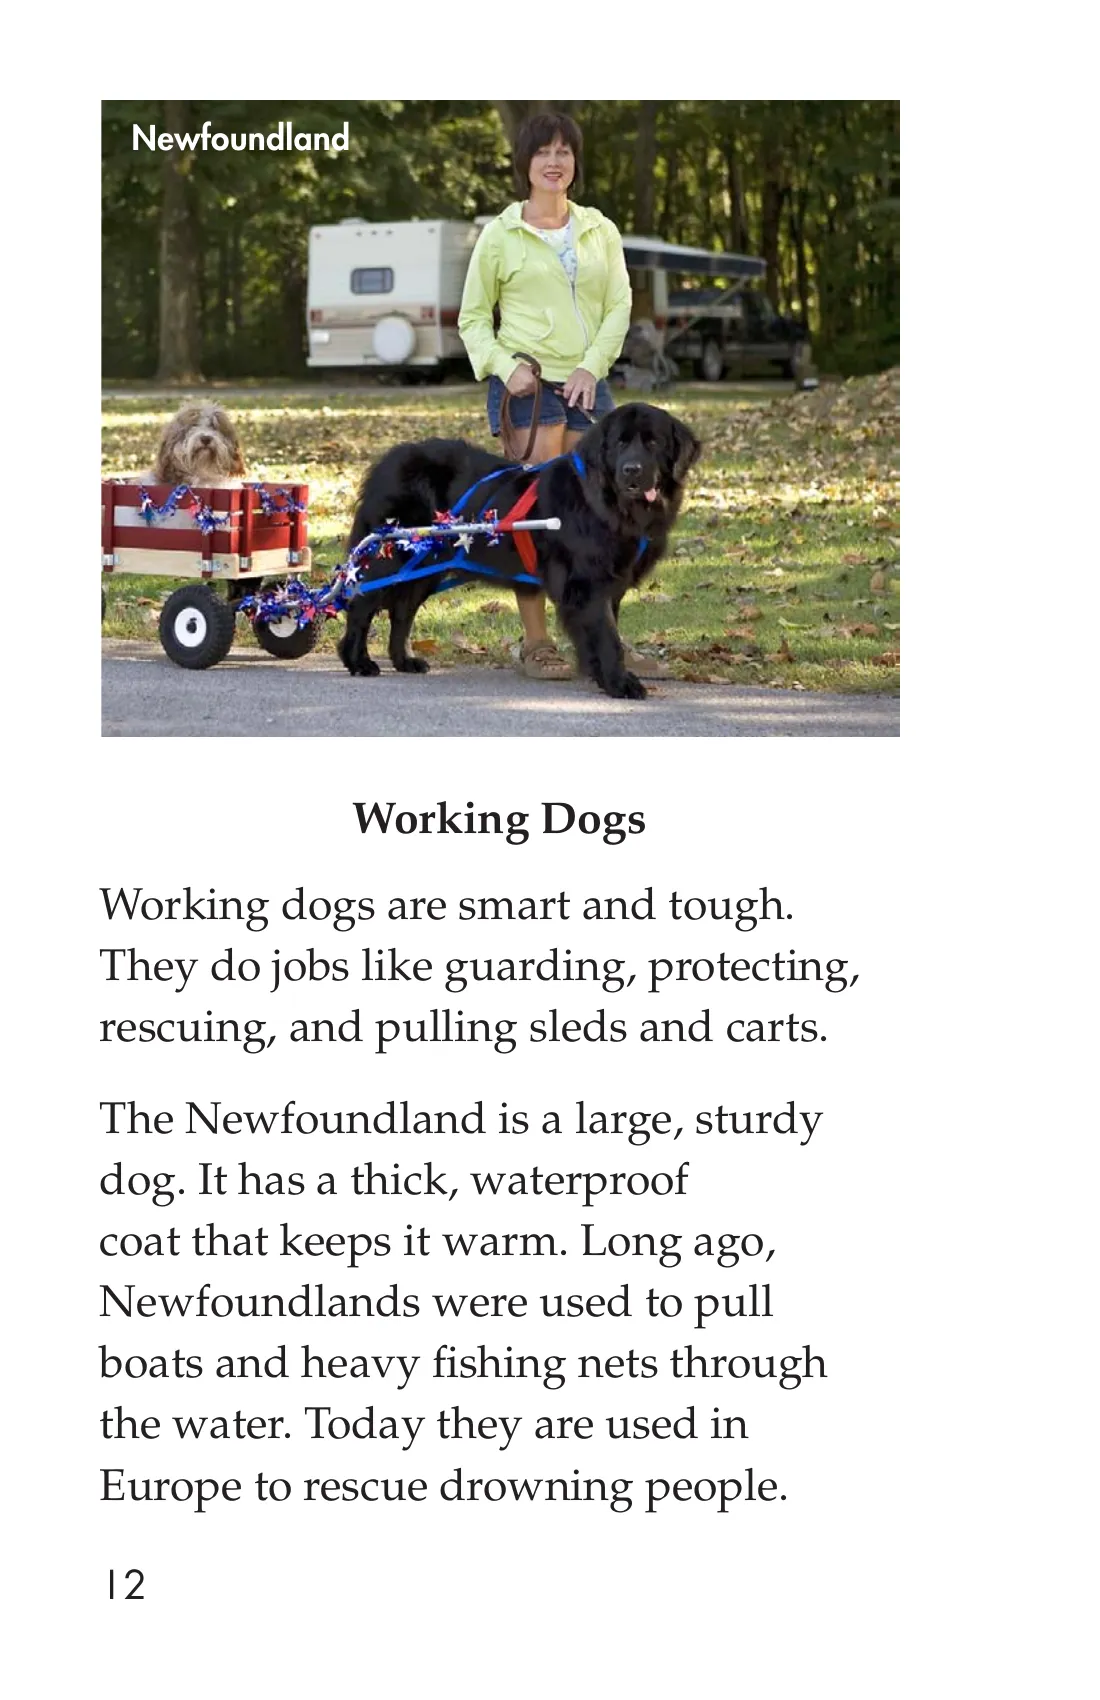 Newfoundland
Working Dogs
Working dogs are smart and tough.
They do jobs like guarding, protecting,
rescuing, and pulling sleds and carts.
The Newfoundland is a large, sturdy
dog. It has a thick, waterproof
coat that keeps it warm. Long ago,
Newfoundlands were used to pull
boats and heavy fishing nets through
the water. Today they are used in
Europe to rescue drowning people.
12